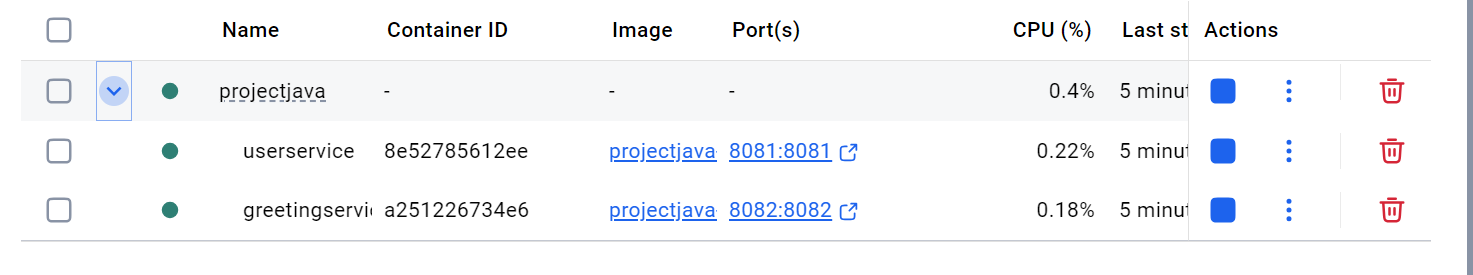 Name Container ID Image Port(s) CPU (%) Last st Actions
projectjava - - - 0.4% 5 minut
userservice 8e52785612ee projectjava- 8081:8081 0.22% 5 minut
greetingservic a251226734e6 projectjava- 8082:8082 0.18% 5 minut